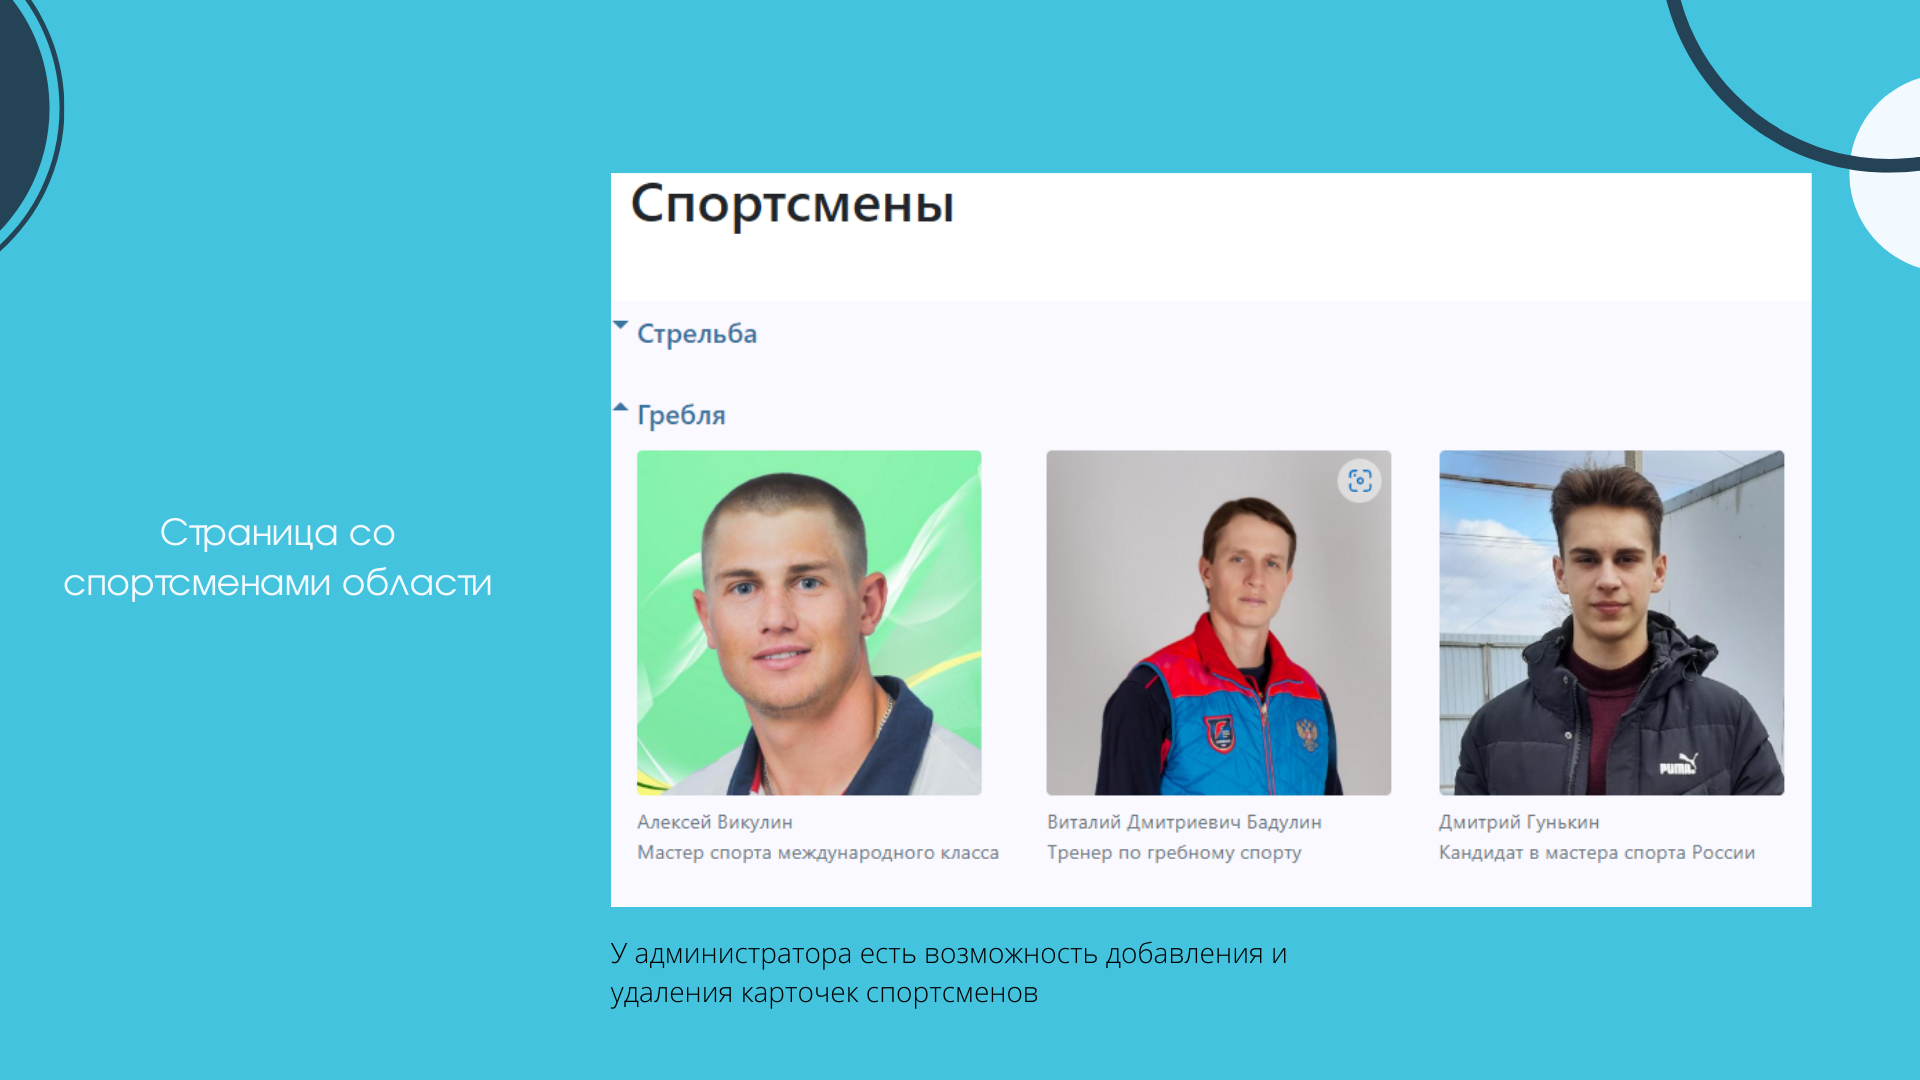 Страница со
спортсменами области
Спортсмены
Стрельба
Гребля
PUMA
Алексей Викулин
Мастер спорта международного класса
Виталий Дмитриевич Бадулин
Тренер по гребному спорту
Дмитрий Гунькин
Кандидат в мастера спорта России
У администратора есть возможность добавления и
удаления карточек спортсменов